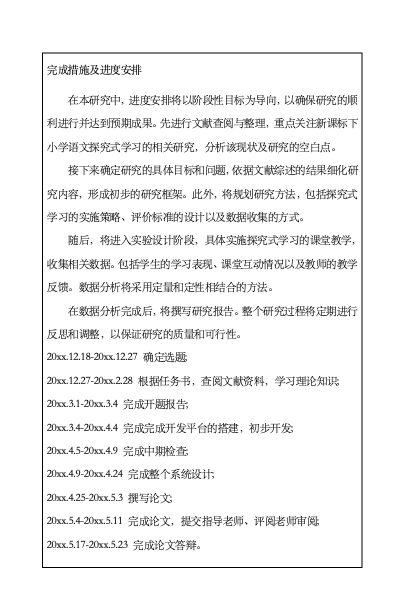 完成措施及进度安排
在本研究中，进度安排将以阶段性目标为导向，以确保研究的顺
利进行并达到预期成果。先进行文献查阅与整理，重点关注新课标下
小学语文探究式学习的相关研究，分析该现状及研究的空白点。
接下来确定研究的具体目标和问题，依据文献综述的结果细化研
究内容，形成初步的研究框架。此外，将规划研究方法，包括探究式
学习的实施策略、评价标准的设计以及数据收集的方式。
随后，将进入实验设计阶段，具体实施探究式学习的课堂教学，
收集相关数据。包括学生的学习表现、课堂互动情况以及教师的教学
反馈。数据分析将采用定量和定性相结合的方法。
在数据分析完成后，将撰写研究报告。整个研究过程将定期进行
反思和调整，以保证研究的质量和可行性。
20xx.12.18-20xx.12.27 确定选题;
20xx.12.27-20xx.2.28 根据任务书，查阅文献资料，学习理论知识;
20xx.3.1-20xx.3.4 完成开题报告;
20xx.3.4-20xx.4.4 完成完成开发平台的搭建，初步开发;
20xx.4.5-20xx.4.9 完成中期检查;
20xx.4.9-20xx.4.24 完成整个系统设计;
20xx.4.25-20xx.5.3 撰写论文;
20xx.5.4-20xx.5.11 完成论文，提交指导老师、评阅老师审阅;
20xx.5.17-20xx.5.23 完成论文答辩。